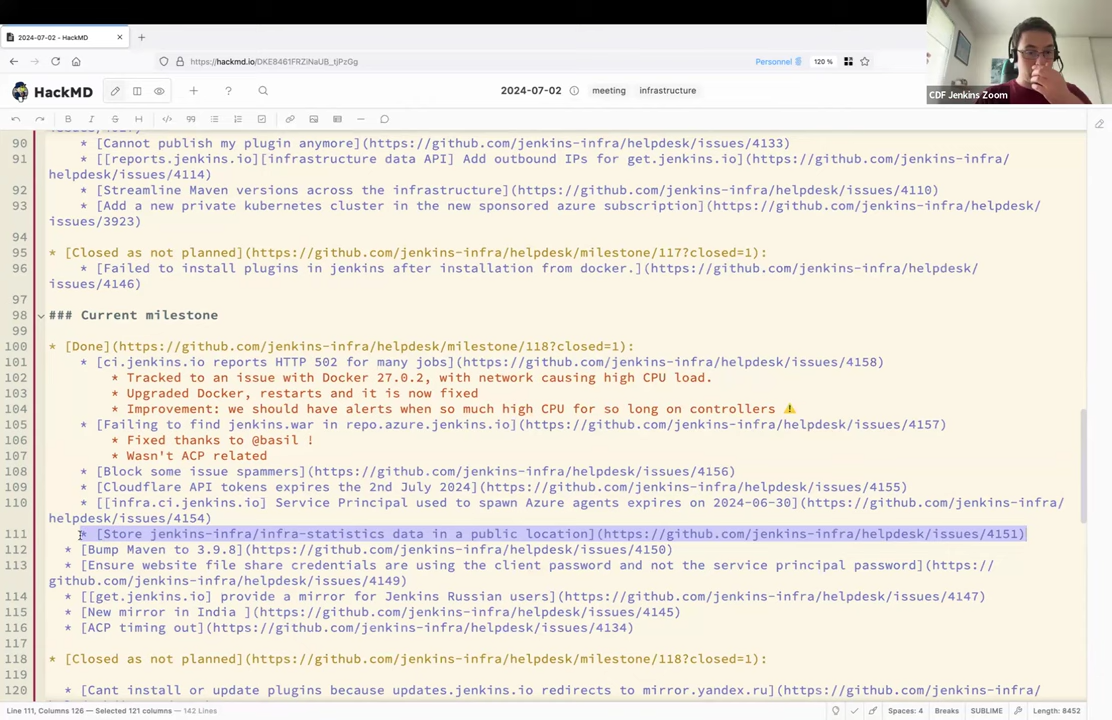 2024-07-02 - HackMD
https://hackmd.io/DKE8461FRZiNaUB_tjPzGg
Personnel
120 %
HackMD
2024-07-02
meeting
infrastructure
CDF Jenkins Zoom
90 * [Cannot publish my plugin anymore](https://github.com/jenkins-infra/helpdesk/issues/4133)
91 * [[reports.jenkins.io][infrastructure data API] Add outbound IPs for get.jenkins.io](https://github.com/jenkins-infra/
helpdesk/issues/4114)
92 * [Streamline Maven versions across the infrastructure](https://github.com/jenkins-infra/helpdesk/issues/4110)
93 * [Add a new private kubernetes cluster in the new sponsored azure subscription](https://github.com/jenkins-infra/helpdesk/
issues/3923)
94
95 * [Closed as not planned](https://github.com/jenkins-infra/helpdesk/milestone/117?closed=1):
96 * [Failed to install plugins in jenkins after installation from docker.](https://github.com/jenkins-infra/helpdesk/
issues/4146)
97
98 ### Current milestone
99
100 * [Done](https://github.com/jenkins-infra/helpdesk/milestone/118?closed=1):
101 * [ci.jenkins.io reports HTTP 502 for many jobs](https://github.com/jenkins-infra/helpdesk/issues/4158)
102 * Tracked to an issue with Docker 27.0.2, with network causing high CPU load.
103 * Upgraded Docker, restarts and it is now fixed
104 * Improvement: we should have alerts when so much high CPU for so long on controllers ⚠️
105 * [Failing to find jenkins.war in repo.azure.jenkins.io](https://github.com/jenkins-infra/helpdesk/issues/4157)
106 * Fixed thanks to @basil !
107 * Wasn't ACP related
108 * [Block some issue spammers](https://github.com/jenkins-infra/helpdesk/issues/4156)
109 * [Cloudflare API tokens expires the 2nd July 2024](https://github.com/jenkins-infra/helpdesk/issues/4155)
110 * [[infra.ci.jenkins.io] Service Principal used to spawn Azure agents expires on 2024-06-30](https://github.com/jenkins-infra/
helpdesk/issues/4154)
111 * [Store jenkins-infra/infra-statistics data in a public location](https://github.com/jenkins-infra/helpdesk/issues/4151)
112 * [Bump Maven to 3.9.8](https://github.com/jenkins-infra/helpdesk/issues/4150)
113 * [Ensure website file share credentials are using the client password and not the service principal password](https://
github.com/jenkins-infra/helpdesk/issues/4149)
114 * [[get.jenkins.io] provide a mirror for Jenkins Russian users](https://github.com/jenkins-infra/helpdesk/issues/4147)
115 * [New mirror in India ](https://github.com/jenkins-infra/helpdesk/issues/4145)
116 * [ACP timing out](https://github.com/jenkins-infra/helpdesk/issues/4134)
117
118 * [Closed as not planned](https://github.com/jenkins-infra/helpdesk/milestone/118?closed=1):
119
120 * [Cant install or update plugins because updates.jenkins.io redirects to mirror.yandex.ru](https://github.com/jenkins-infra/
Line 111, Columns 126 — Selected 121 columns — 142 Lines
Spaces: 4
Breaks
SUBLIME
Length: 8452